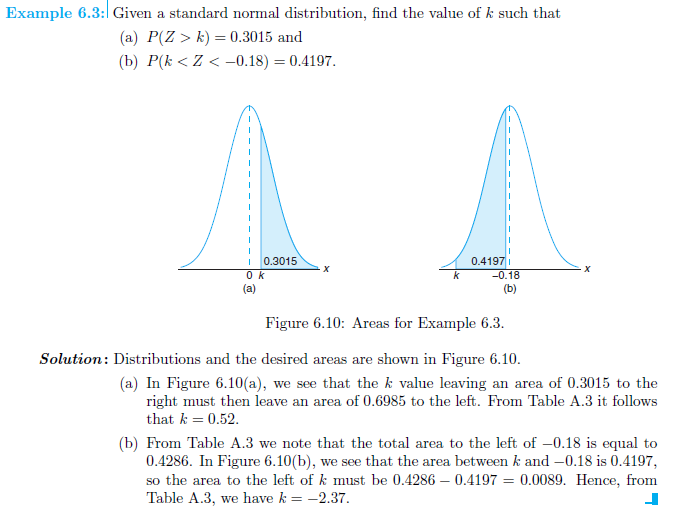 Example 6.3: Given a standard normal distribution, find the value of k such that
(a) P(Z > k) = 0.3015 and
(b) P(k < Z < −0.18) = 0.4197.
0.3015
x
0 k
(a)
0.4197
x
k −0.18
(b)
Figure 6.10: Areas for Example 6.3.
Solution: Distributions and the desired areas are shown in Figure 6.10.
(a) In Figure 6.10(a), we see that the k value leaving an area of 0.3015 to the
right must then leave an area of 0.6985 to the left. From Table A.3 it follows
that k = 0.52.
(b) From Table A.3 we note that the total area to the left of −0.18 is equal to
0.4286. In Figure 6.10(b), we see that the area between k and −0.18 is 0.4197,
so the area to the left of k must be 0.4286 − 0.4197 = 0.0089. Hence, from
Table A.3, we have k = −2.37.